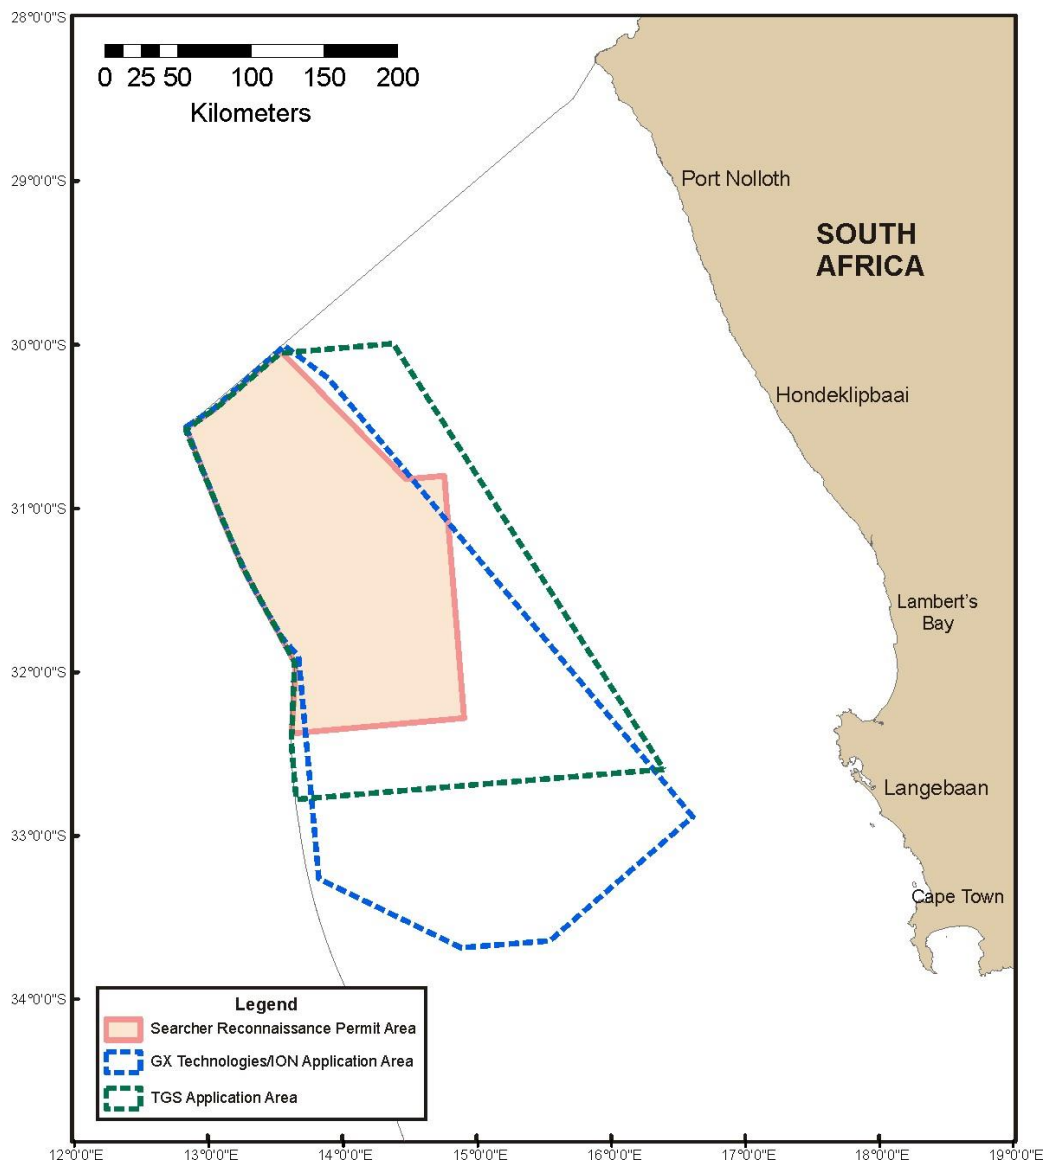 28°0'0"S
0 25 50 100 150 200
Kilometers
29°0'0"S
Port Nolloth
SOUTH
AFRICA
30°0'0"S
Hondeklipbaai
31°0'0"S
Lambert's
Bay
32°0'0"S
Langebaan
33°0'0"S
Cape Town
34°0'0"S
Legend
Searcher Reconnaissance Permit Area
GX Technologies/ION Application Area
TGS Application Area
12°0'0"E 13°0'0"E 14°0'0"E 15°0'0"E 16°0'0"E 17°0'0"E 18°0'0"E 19°0'0"E